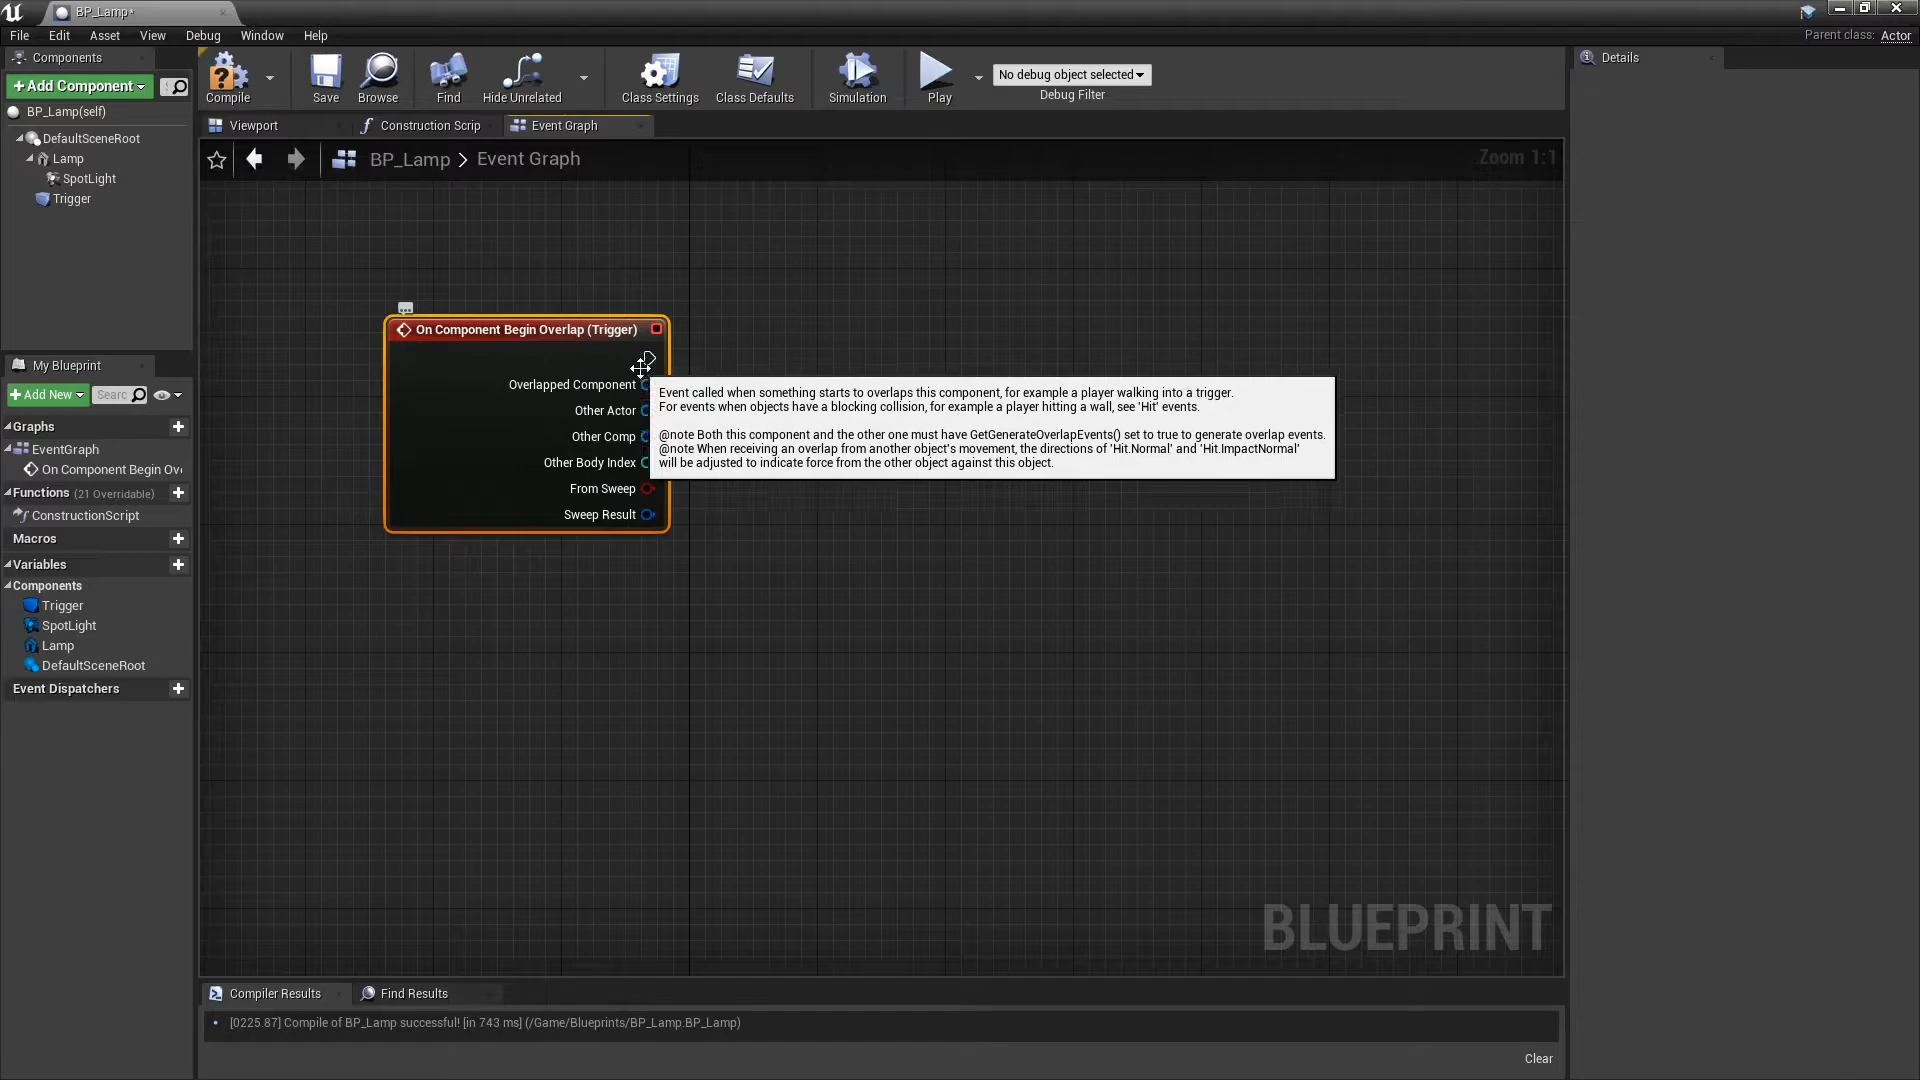 BP_Lamp*
File Edit Asset View Debug Window Help
Parent class: Actor
Components
+Add Component
BP_Lamp(self)
DefaultSceneRoot
Lamp
SpotLight
Trigger
Compile
Save
Browse
Find
Hide Unrelated
Class Settings
Class Defaults
Simulation
Play
No debug object selected
Debug Filter
Details
Viewport
Construction Scrip
Event Graph
BP_Lamp > Event Graph
Zoom 1:1
On Component Begin Overlap (Trigger)
Overlapped Component
Other Actor
Other Comp
Other Body Index
From Sweep
Sweep Result
Event called when something starts to overlaps this component, for example a player walking into a trigger.
For events when objects have a blocking collision, for example a player hitting a wall, see 'Hit' events.
@note Both this component and the other one must have GetGenerateOverlapEvents() set to true to generate overlap events.
@note When receiving an overlap from another object's movement, the directions of 'Hit.Normal' and 'Hit.ImpactNormal'
will be adjusted to indicate force from the other object against this object.
My Blueprint
+Add New
Searc
Graphs
EventGraph
On Component Begin Ov
Functions (21 Overridable)
ConstructionScript
Macros
Variables
Components
Trigger
SpotLight
Lamp
DefaultSceneRoot
Event Dispatchers
BLUEPRINT
Compiler Results
Find Results
[0225.87] Compile of BP_Lamp successful! [in 743 ms] (/Game/Blueprints/BP_Lamp.BP_Lamp)
Clear